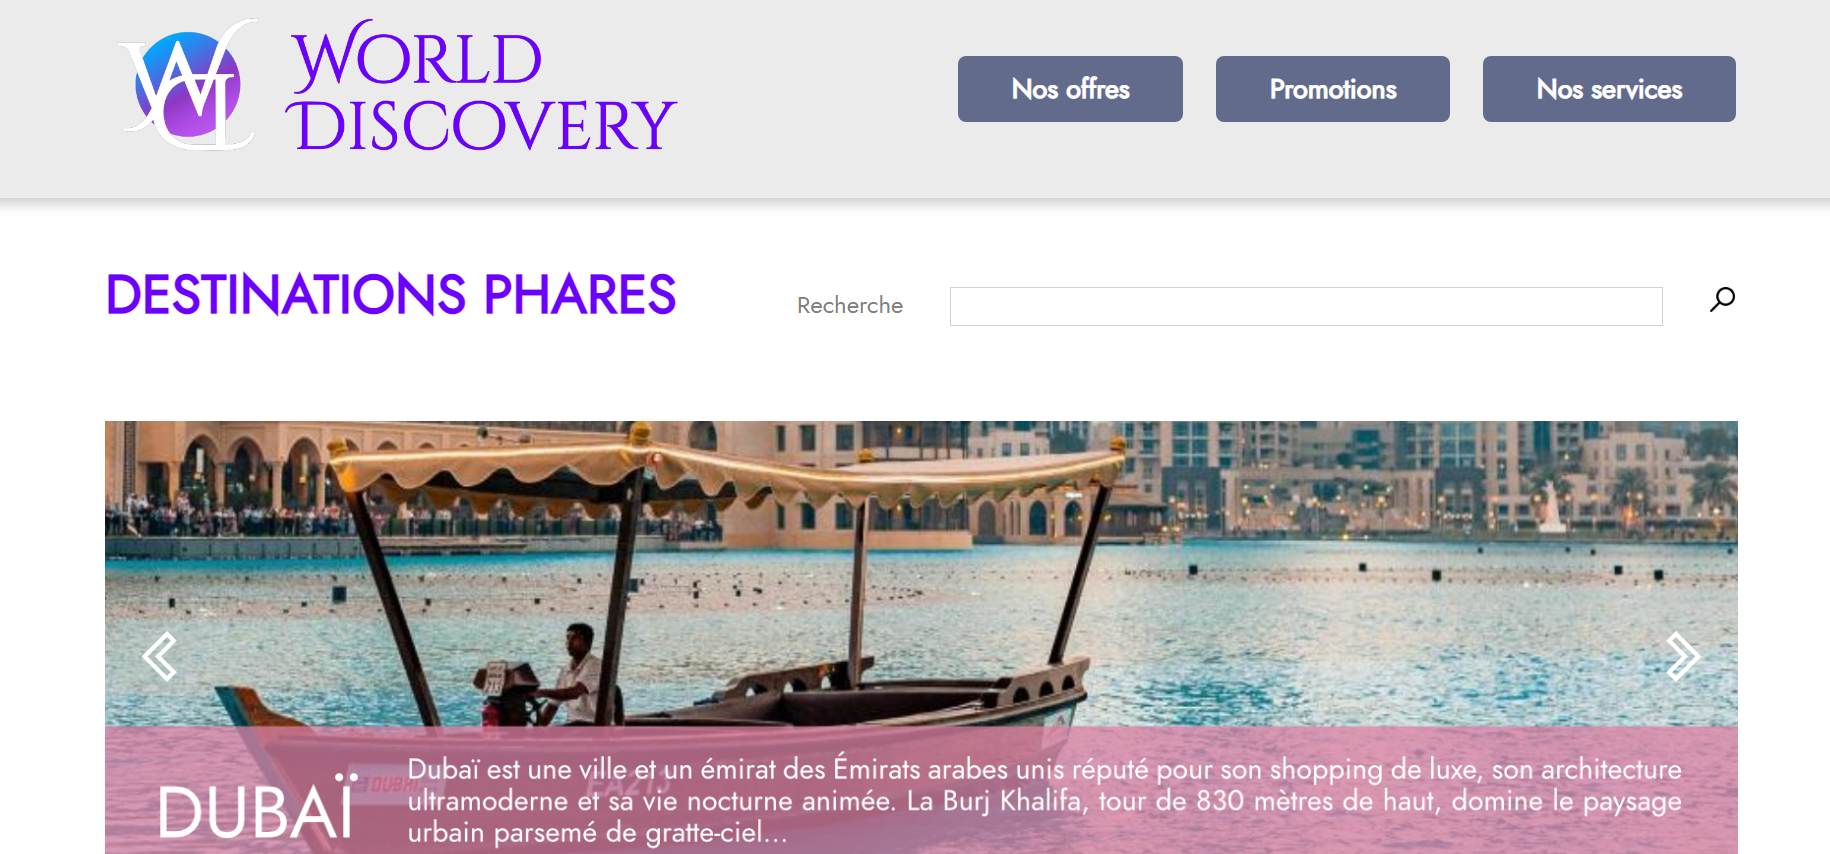 WD
WORLD
DISCOVERY
Nos offres
Promotions
Nos services
DESTINATIONS PHARES
Recherche
DUBAÏ
Dubaï est une ville et un émirat des Émirats arabes unis réputé pour son shopping de luxe, son architecture
ultramoderne et sa vie nocturne animée. La Burj Khalifa, tour de 830 mètres de haut, domine le paysage
urbain parsemé de gratte-ciel...
DUBAI